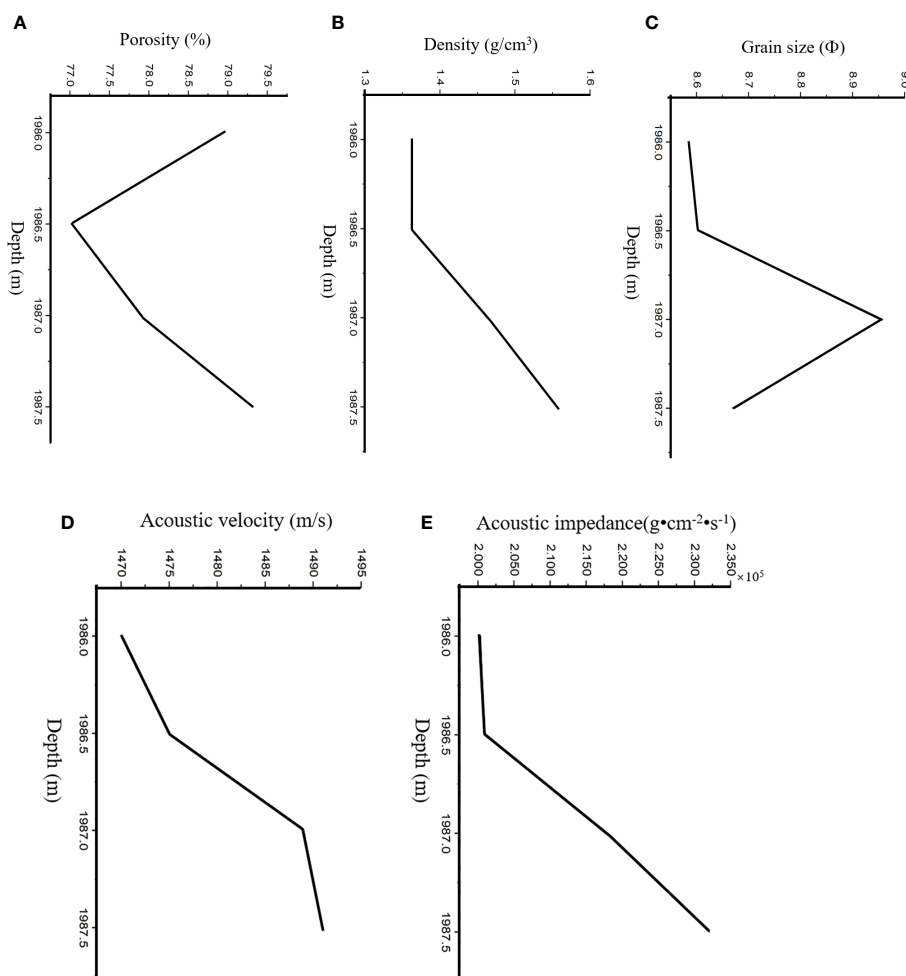 A
Porosity (%)
77.0 77.5 78.0 78.5 79.0 79.5
1986.0
1986.5
1987.0
1987.5
Depth (m)
B
Density (g/cm³)
1.3 1.4 1.5 1.6
1986.0
1986.5
1987.0
1987.5
Depth (m)
C
Grain size (Φ)
8.6 8.7 8.8 8.9 9.0
1986.0
1986.5
1987.0
1987.5
Depth (m)
D
Acoustic velocity (m/s)
1470 1475 1480 1485 1490 1495
1986.0
1986.5
1987.0
1987.5
Depth (m)
E
Acoustic impedance(g•cm⁻²•s⁻¹)
2.000 2.050 2.100 2.150 2.200 2.250 2.300 2.350
×10⁵
1986.0
1986.5
1987.0
1987.5
Depth (m)